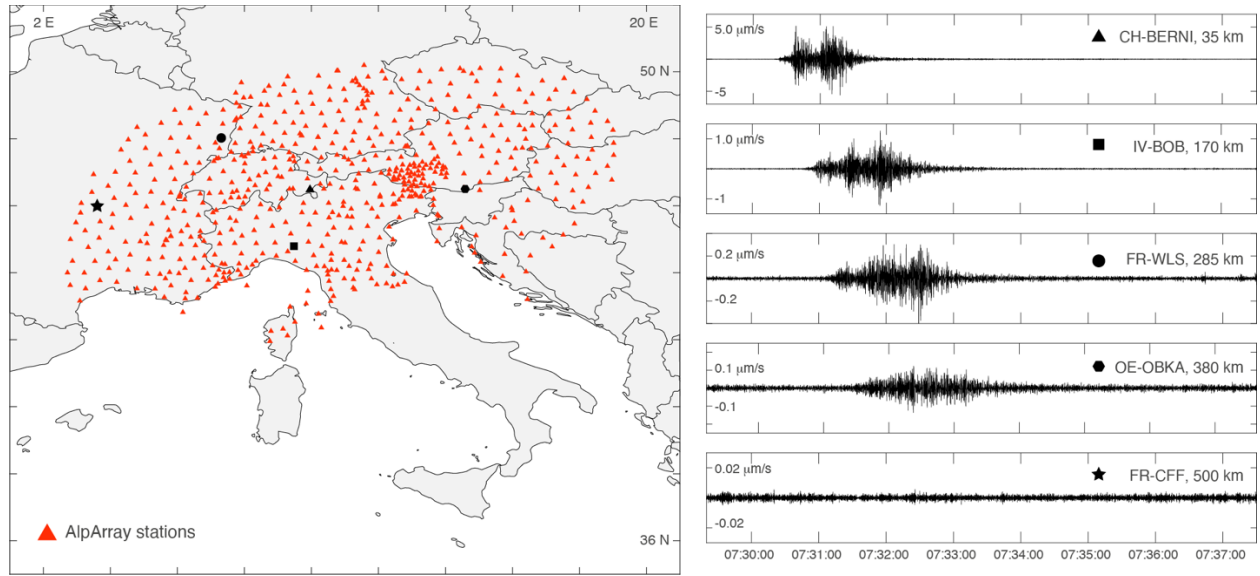 2 E
20 E
50 N
36 N
AlpArray stations
5.0 μm/s
CH-BERNI, 35 km
-5
1.0 μm/s
IV-BOB, 170 km
-1
0.2 μm/s
FR-WLS, 285 km
-0.2
0.1 μm/s
OE-OBKA, 380 km
-0.1
0.02 μm/s
FR-CFF, 500 km
-0.02
07:30:00 07:31:00 07:32:00 07:33:00 07:34:00 07:35:00 07:36:00 07:37:00